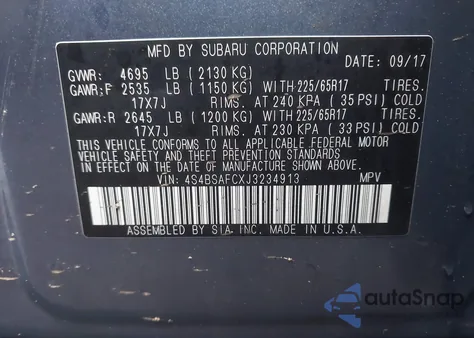 MFD BY SUBARU CORPORATION
DATE: 09/17
GVWR: 4695 LB ( 2130 KG)
GAWR:F 2535 LB ( 1150 KG) WITH 225/65R17 TIRES.
17X7J RIMS. AT 240 KPA ( 35 PSI) COLD
GAWR:R 2645 LB ( 1200 KG) WITH 225/65R17 TIRES.
17X7J RIMS. AT 230 KPA ( 33 PSI) COLD
THIS VEHICLE CONFORMS TO ALL APPLICABLE FEDERAL MOTOR
VEHICLE SAFETY AND THEFT PREVENTION STANDARDS IN
EFFECT ON THE DATE OF MANUFACTURE SHOWN ABOVE.
VIN: 4S4BSAFCXJ3234913 MPV
ASSEMBLED BY SIA, INC. MADE IN U.S.A.
autoSnap